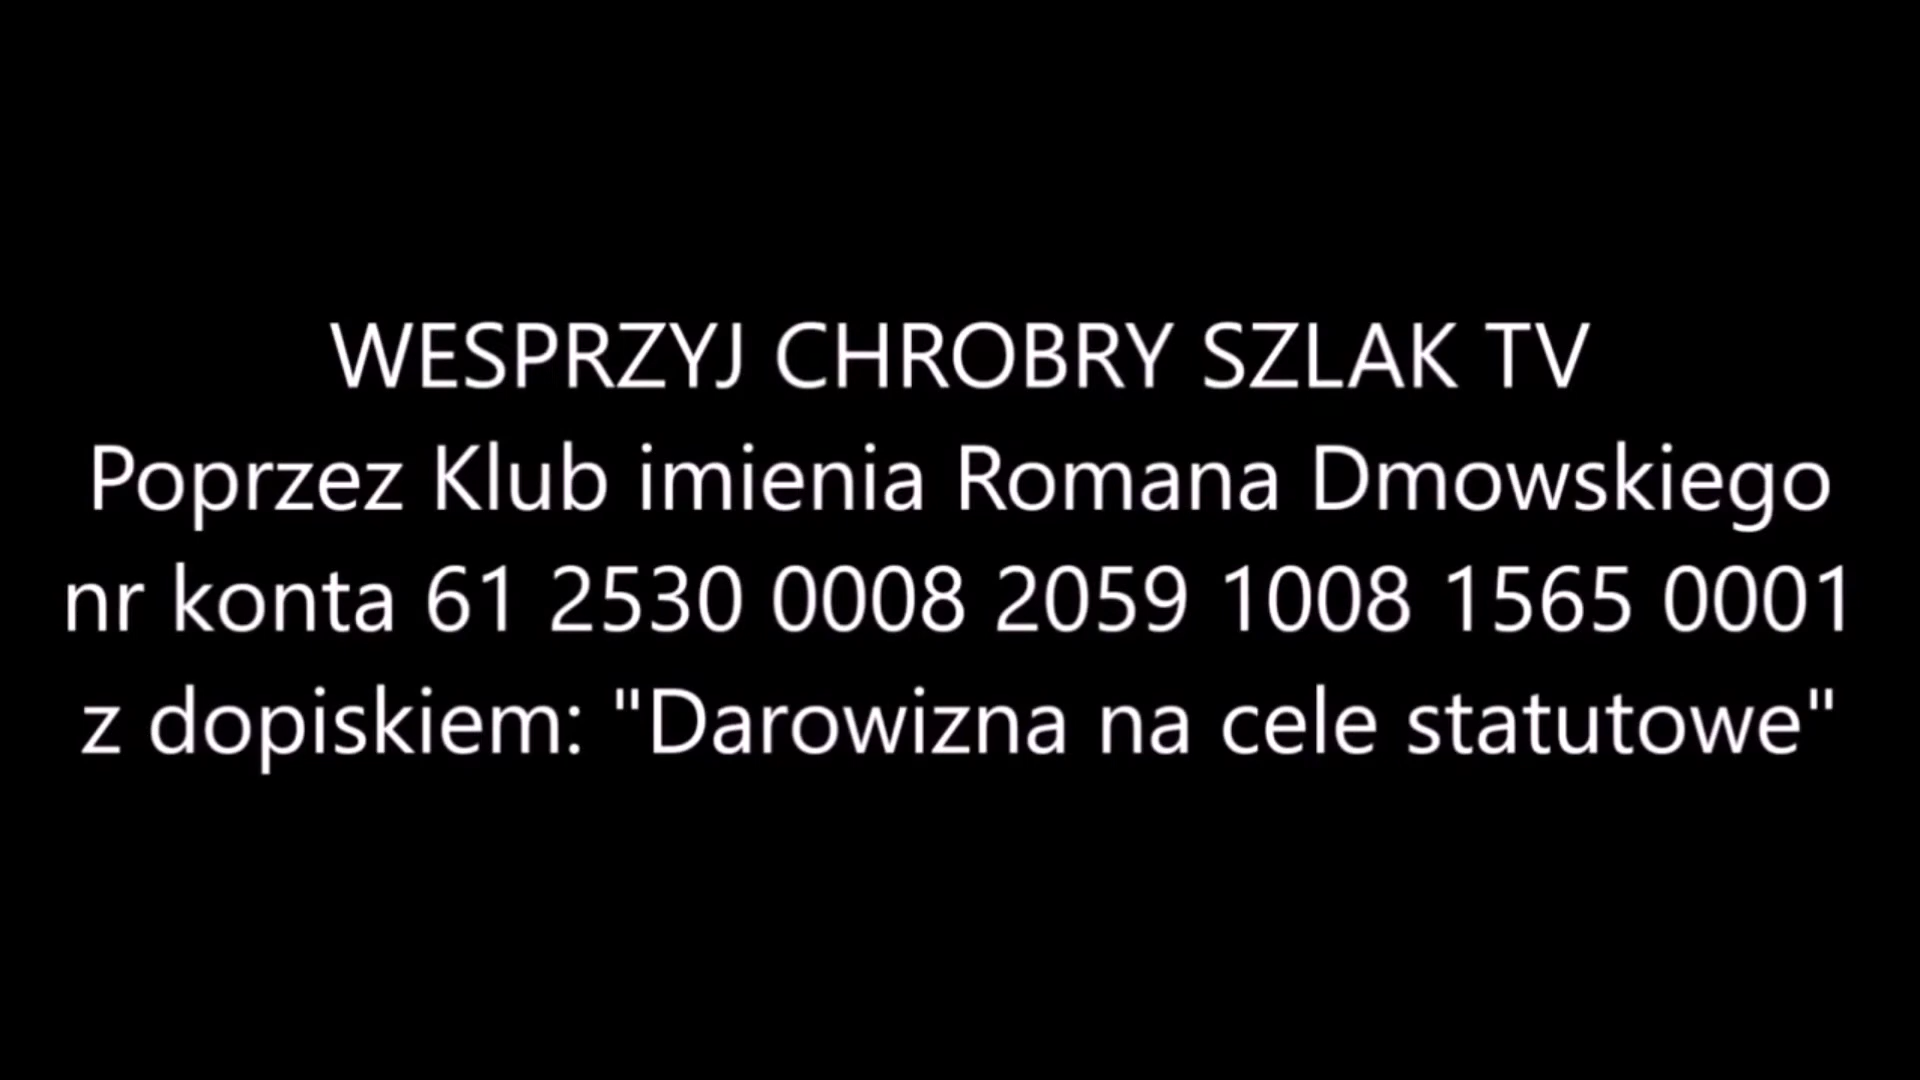 WESPRZYJ CHROBRY SZLAK TV
Poprzez Klub imienia Romana Dmowskiego
nr konta 61 2530 0008 2059 1008 1565 0001
z dopiskiem: "Darowizna na cele statutowe"